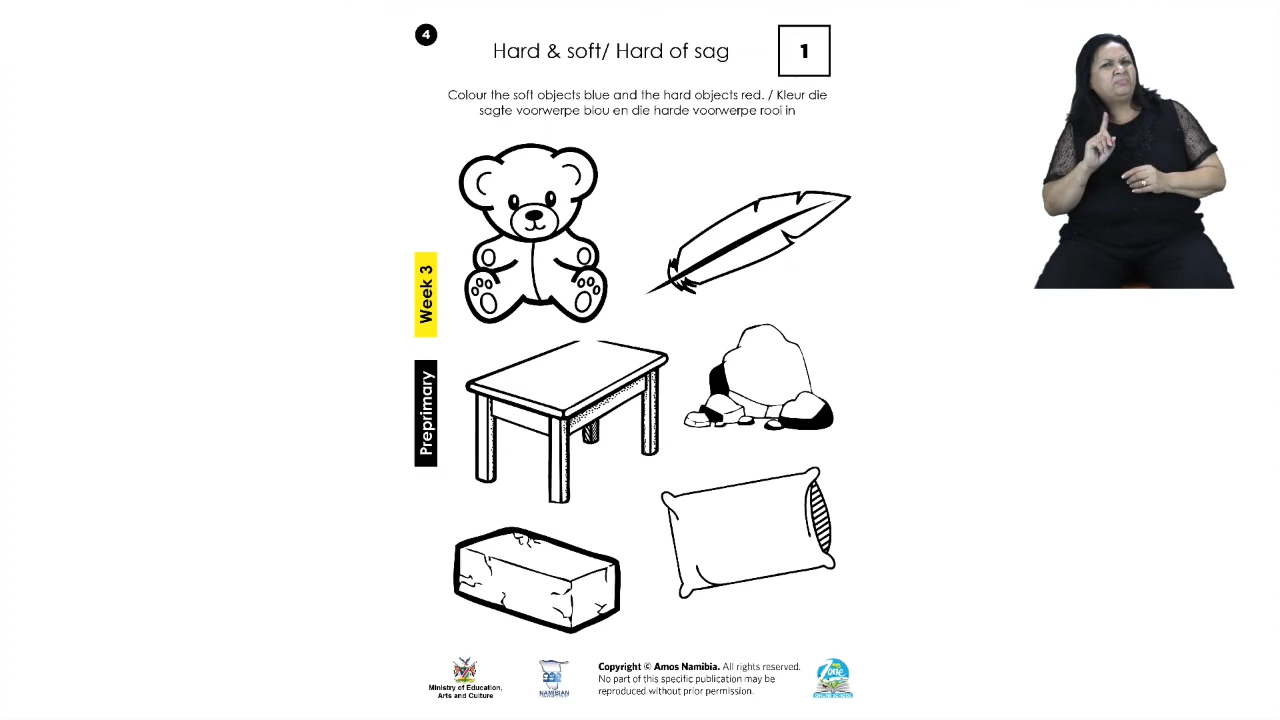 4
Hard & soft/ Hard of sag
1
Colour the soft objects blue and the hard objects red. / Kleur die
sagte voorwerpe blou en die harde voorwerpe rooi in
Week 3
Preprimary
Ministry of Education,
Arts and Culture
NAMIBIAN
Copyright © Amos Namibia. All rights reserved.
No part of this specific publication may be
reproduced without prior permission.
Zone